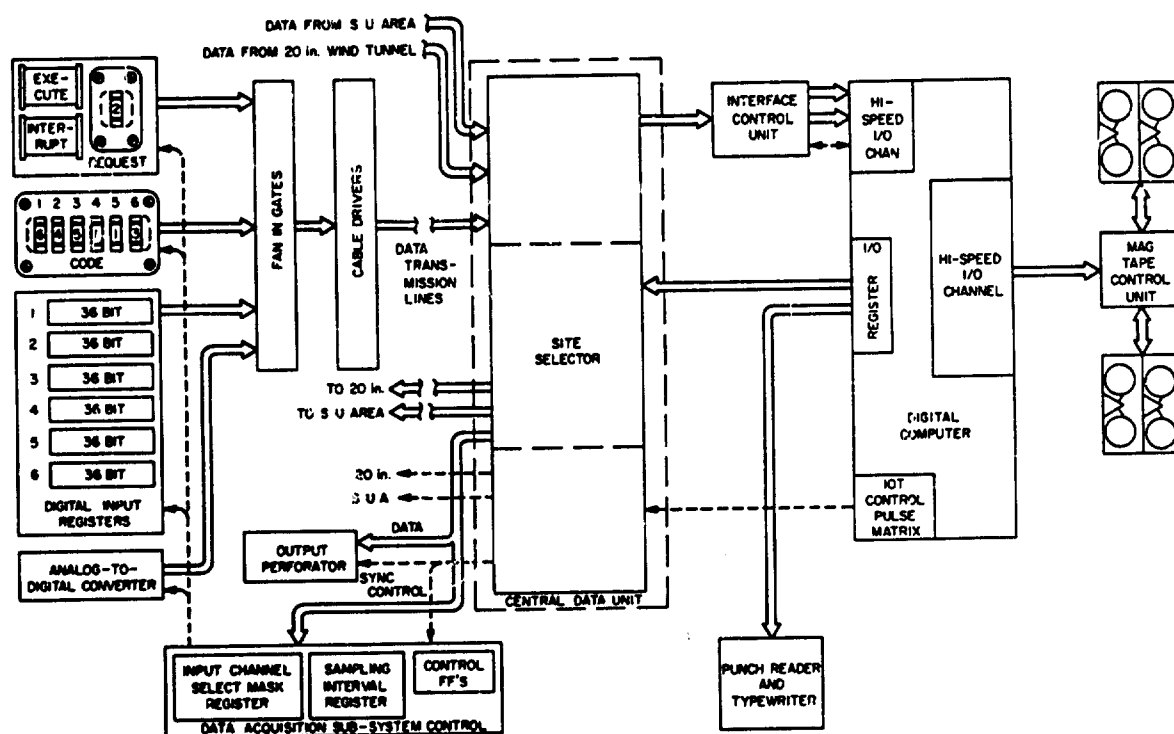 DATA FROM S U AREA
DATA FROM 20 in. WIND TUNNEL
EXE-
CUTE
INTER-
RUPT
REQUEST
1 2 3 4 5 6
CODE
1 36 BIT
2 36 BIT
3 36 BIT
4 36 BIT
5 36 BIT
6 36 BIT
DIGITAL INPUT
REGISTERS
ANALOG-TO-
DIGITAL CONVERTER
FAN IN GATES
CABLE DRIVERS
DATA
TRANS-
MISSION
LINES
TO 20 in.
TO S U AREA
20 in.
S U A
DATA
OUTPUT
PERFORATOR
SYNC
CONTROL
INPUT CHANNEL
SELECT MASK
REGISTER
SAMPLING
INTERVAL
REGISTER
CONTROL
FF'S
DATA ACQUISITION SUB-SYSTEM CONTROL
SITE
SELECTOR
CENTRAL DATA UNIT
INTERFACE
CONTROL
UNIT
HI-
SPEED
I/O
CHAN
I/O
REGISTER
HI-SPEED
I/O
CHANNEL
DIGITAL
COMPUTER
IOT
CONTROL
PULSE
MATRIX
MAG
TAPE
CONTROL
UNIT
PUNCH READER
AND
TYPEWRITER